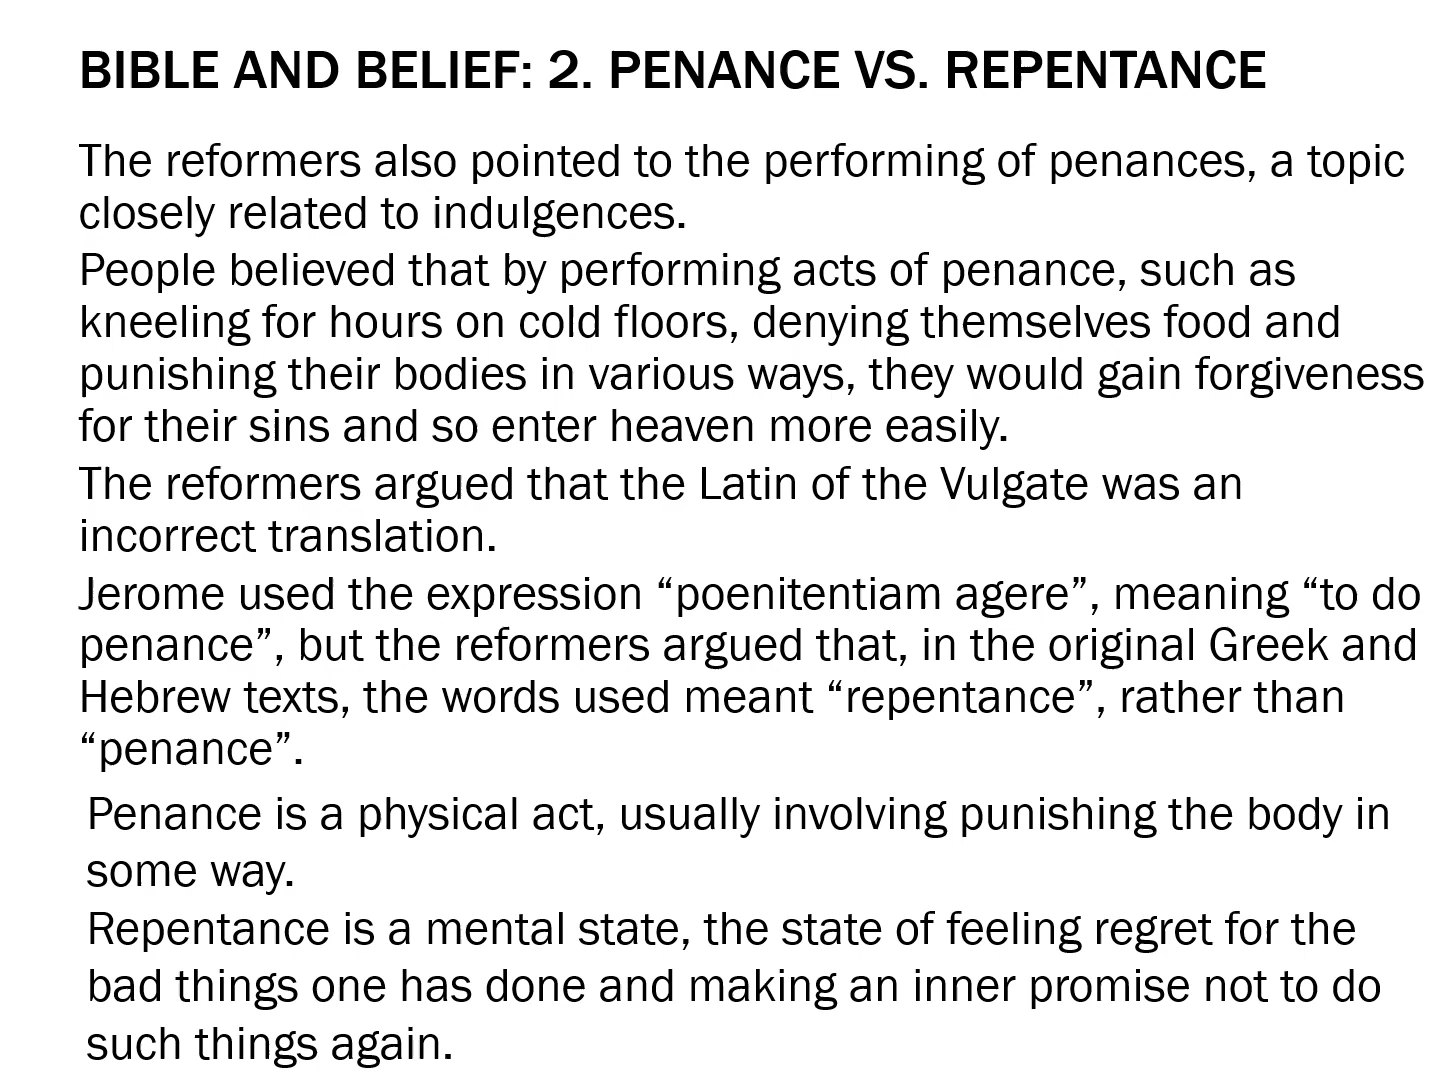 BIBLE AND BELIEF: 2. PENANCE VS. REPENTANCE
The reformers also pointed to the performing of penances, a topic
closely related to indulgences.
People believed that by performing acts of penance, such as
kneeling for hours on cold floors, denying themselves food and
punishing their bodies in various ways, they would gain forgiveness
for their sins and so enter heaven more easily.
The reformers argued that the Latin of the Vulgate was an
incorrect translation.
Jerome used the expression “poenitentiam agere”, meaning “to do
penance”, but the reformers argued that, in the original Greek and
Hebrew texts, the words used meant “repentance”, rather than
“penance”.
Penance is a physical act, usually involving punishing the body in
some way.
Repentance is a mental state, the state of feeling regret for the
bad things one has done and making an inner promise not to do
such things again.